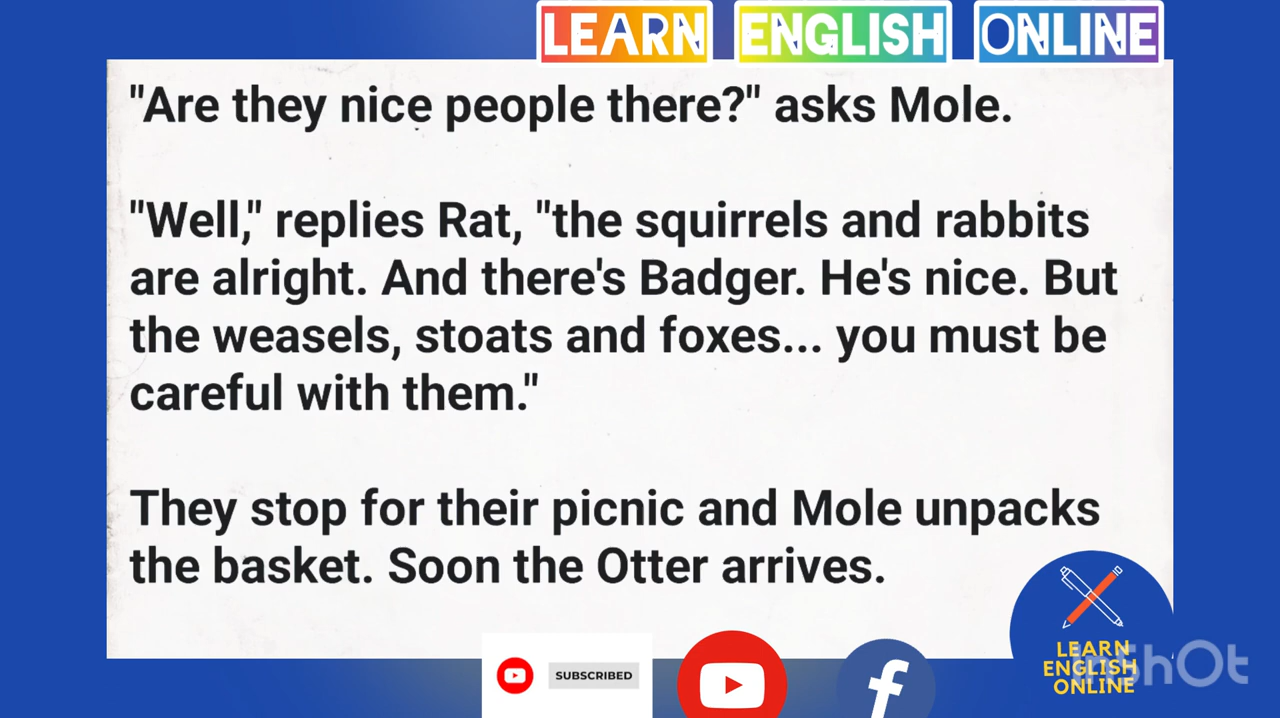 LEARN ENGLISH ONLINE
"Are they nice people there?" asks Mole.
"Well," replies Rat, "the squirrels and rabbits
are alright. And there's Badger. He's nice. But
the weasels, stoats and foxes... you must be
careful with them."
They stop for their picnic and Mole unpacks
the basket. Soon the Otter arrives.
SUBSCRIBED
LEARN
ENGLISH
ONLINE